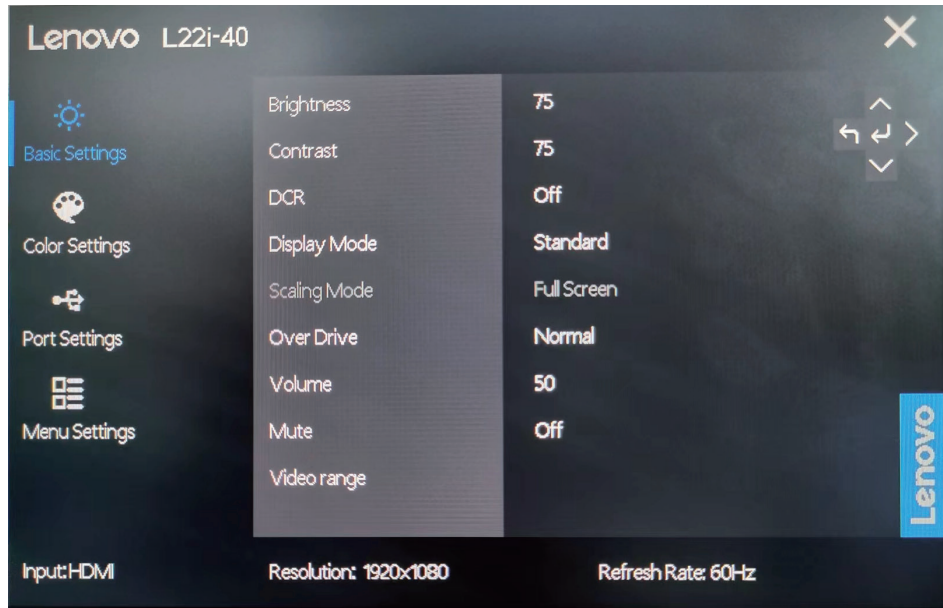 Lenovo L22i-40
Basic Settings
Color Settings
Port Settings
Menu Settings
Brightness 75
Contrast 75
DCR Off
Display Mode Standard
Scaling Mode Full Screen
Over Drive Normal
Volume 50
Mute Off
Video range
Lenovo
Input:HDMI Resolution: 1920x1080 Refresh Rate: 60Hz